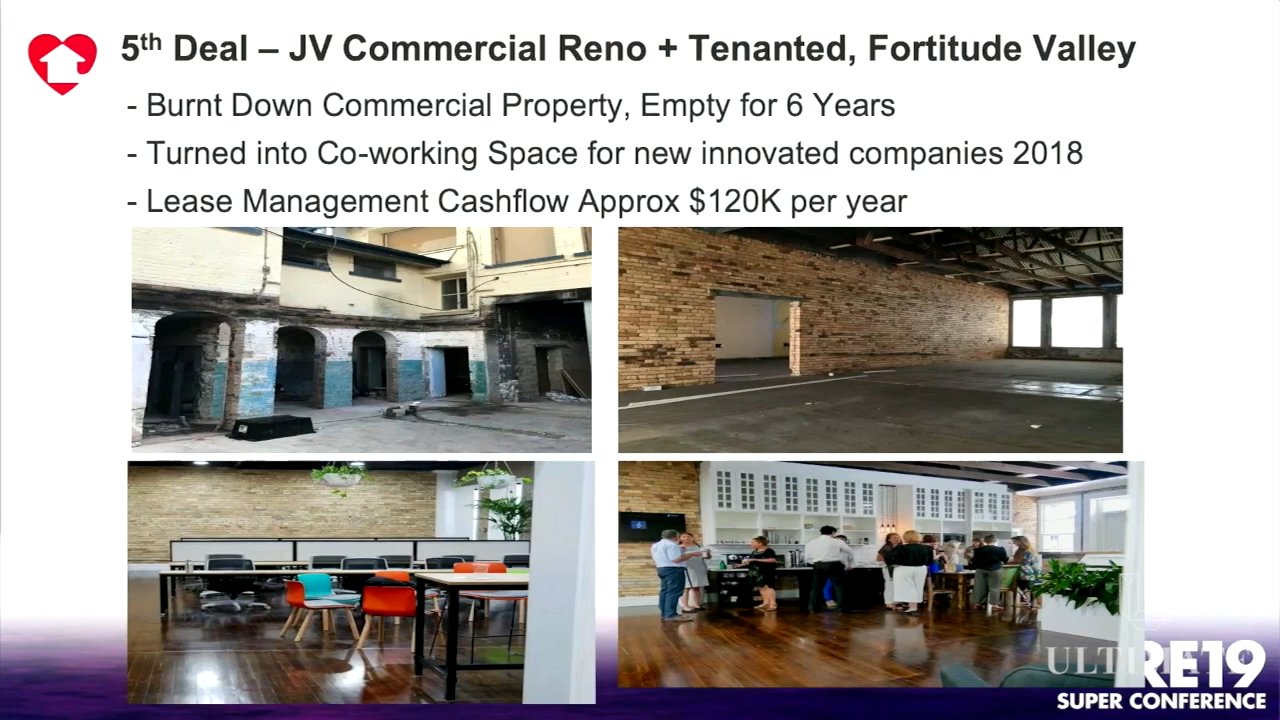 5th Deal – JV Commercial Reno + Tenanted, Fortitude Valley
- Burnt Down Commercial Property, Empty for 6 Years
- Turned into Co-working Space for new innovated companies 2018
- Lease Management Cashflow Approx $120K per year
RE19
SUPER CONFERENCE